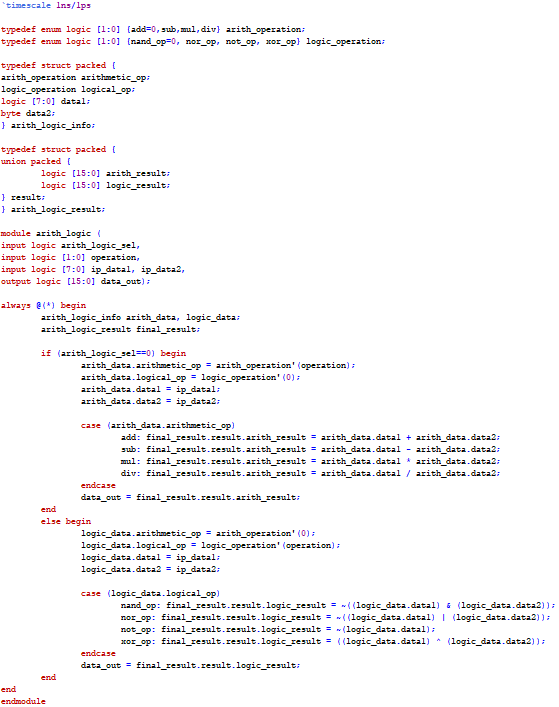 `timescale 1ns/1ps
typedef enum logic [1:0] {add=0,sub,mul,div} arith_operation;
typedef enum logic [1:0] {nand_op=0, nor_op, not_op, xor_op} logic_operation;
typedef struct packed {
arith_operation arithmetic_op;
logic_operation logical_op;
logic [7:0] data1;
byte data2;
} arith_logic_info;
typedef struct packed {
union packed {
logic [15:0] arith_result;
logic [15:0] logic_result;
} result;
} arith_logic_result;
module arith_logic (
input logic arith_logic_sel,
input logic [1:0] operation,
input logic [7:0] ip_data1, ip_data2,
output logic [15:0] data_out);
always @(*) begin
arith_logic_info arith_data, logic_data;
arith_logic_result final_result;
if (arith_logic_sel==0) begin
arith_data.arithmetic_op = arith_operation'(operation);
arith_data.logical_op = logic_operation'(0);
arith_data.data1 = ip_data1;
arith_data.data2 = ip_data2;
case (arith_data.arithmetic_op)
add: final_result.result.arith_result = arith_data.data1 + arith_data.data2;
sub: final_result.result.arith_result = arith_data.data1 - arith_data.data2;
mul: final_result.result.arith_result = arith_data.data1 * arith_data.data2;
div: final_result.result.arith_result = arith_data.data1 / arith_data.data2;
endcase
data_out = final_result.result.arith_result;
end
else begin
logic_data.arithmetic_op = arith_operation'(0);
logic_data.logical_op = logic_operation'(operation);
logic_data.data1 = ip_data1;
logic_data.data2 = ip_data2;
case (logic_data.logical_op)
nand_op: final_result.result.logic_result = ~((logic_data.data1) & (logic_data.data2));
nor_op: final_result.result.logic_result = ~((logic_data.data1) | (logic_data.data2));
not_op: final_result.result.logic_result = ~(logic_data.data1);
xor_op: final_result.result.logic_result = ((logic_data.data1) ^ (logic_data.data2));
endcase
data_out = final_result.result.logic_result;
end
end
endmodule